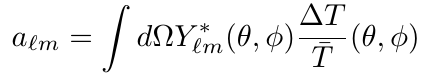 $a_{\ell m} = \int d\Omega Y^{*}_{\ell m}(\theta, \phi) \frac{\Delta T}{\bar{T}}(\theta, \phi)$